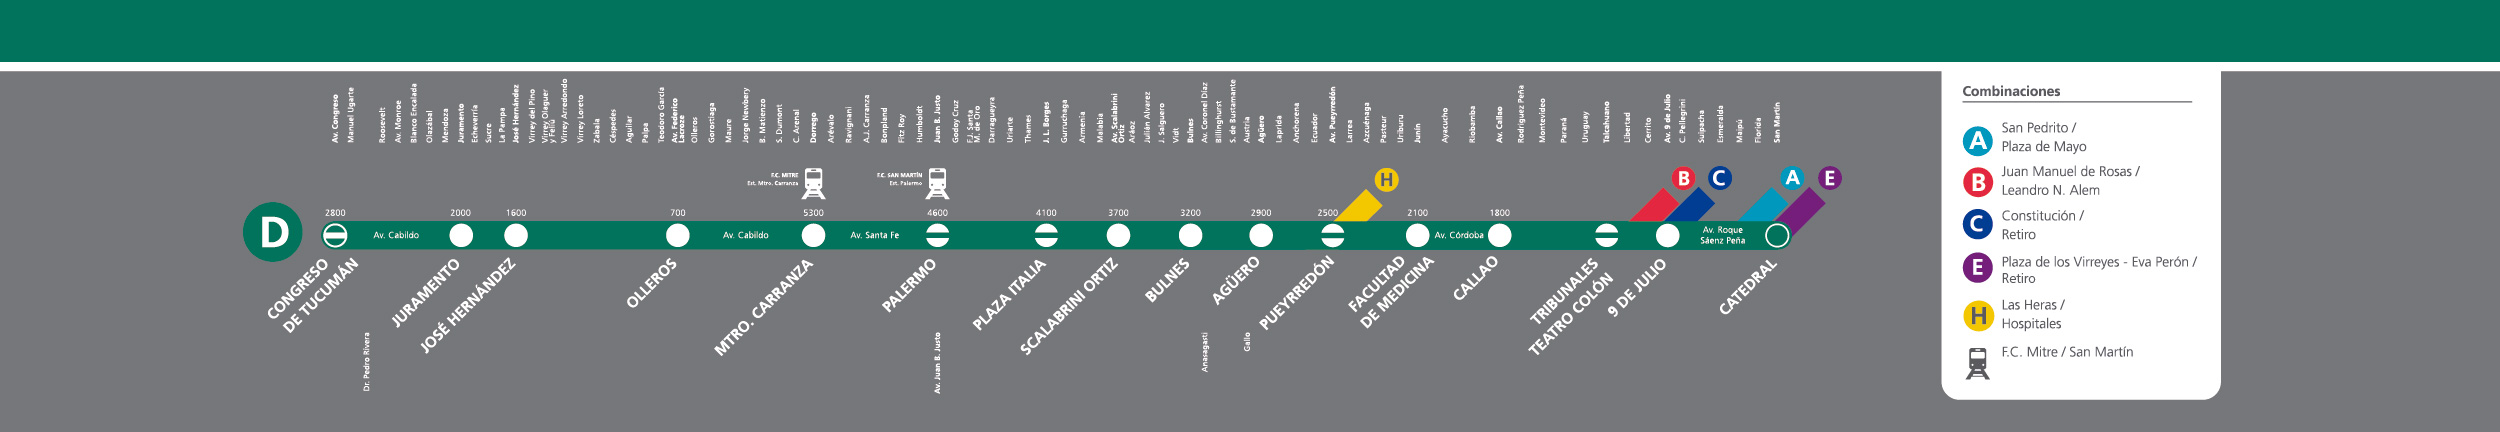 Av. Congreso
Manuel Ugarte
Roosevelt
Av. Monroe
Blanco Encalada
Olazábal
Mendoza
Juramento
Echeverría
Sucre
La Pampa
José Hernández
Virrey del Pino
Virrey Olaguer
y Feliú
Virrey Arredondo
Virrey Loreto
Zabala
Céspedes
Aguilar
Palpa
Teodoro García
Av. Federico
Lacroze
Olleros
Gorostiaga
Maure
Jorge Newbery
B. Matienzo
S. Dumont
C. Arenal
Dorrego
Arévalo
Ravignani
A.J. Carranza
Bonpland
Fitz Roy
Humboldt
Juan B. Justo
Godoy Cruz
F.J. Santa
M. de Oro
Darragueyra
Uriarte
Thames
J. L. Borges
Gurruchaga
Armenia
Malabia
Av. Scalabrini
Ortiz
Aráoz
Julián Alvarez
J. Salguero
Vidt
Bulnes
Av. Coronel Díaz
Billinghurst
S. de Bustamante
Austria
Agüero
Laprida
Anchorena
Ecuador
Av. Pueyrredón
Larrea
Azcuénaga
Pasteur
Uriburu
Junín
Ayacucho
Riobamba
Av. Callao
Rodríguez Peña
Montevideo
Paraná
Uruguay
Talcahuano
Libertad
Cerrito
Av. 9 de Julio
C. Pellegrini
Suipacha
Esmeralda
Maipú
Florida
San Martín
F.C. MITRE
Est. Mtro. Carranza
F.C. SAN MARTÍN
Est. Palermo
H
B
C
A
E
2800
2000
1600
700
5300
4600
4100
3700
3200
2900
2500
2100
1800
D
Av. Cabildo
Av. Cabildo
Av. Santa Fe
Av. Córdoba
Av. Roque
Sáenz Peña
CONGRESO
DE TUCUMÁN
JURAMENTO
JOSÉ HERNÁNDEZ
OLLEROS
MTRO. CARRANZA
PALERMO
PLAZA ITALIA
SCALABRINI ORTIZ
BULNES
AGÜERO
PUEYRREDÓN
FACULTAD
DE MEDICINA
CALLAO
TRIBUNALES
TEATRO COLÓN
9 DE JULIO
CATEDRAL
Dr. Pedro Rivera
Av. Juan B. Justo
Anasagasti
Gallo
Combinaciones
A
San Pedrito /
Plaza de Mayo
B
Juan Manuel de Rosas /
Leandro N. Alem
C
Constitución /
Retiro
E
Plaza de los Virreyes - Eva Perón /
Retiro
H
Las Heras /
Hospitales
F.C. Mitre / San Martín